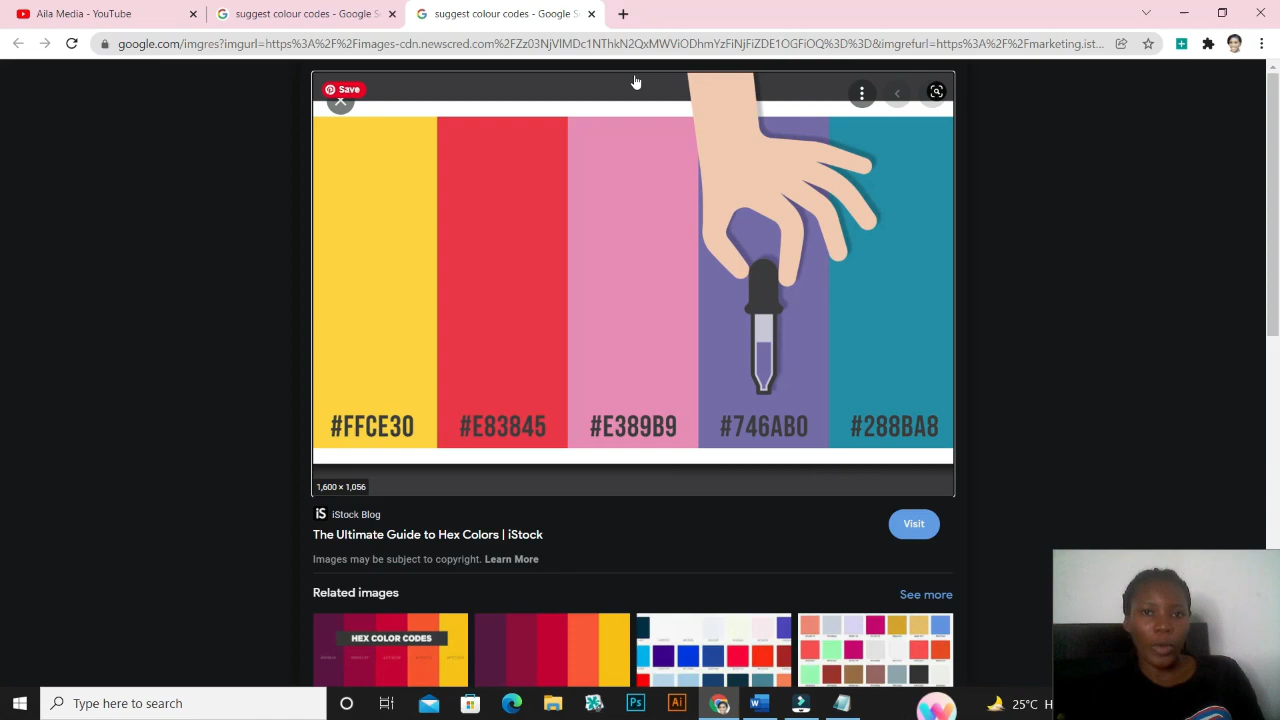 Aila Media - YouTube
suggest colour codes - Google S
suggest colour codes - Google S
google.com/imgres?imgurl=https%3A%2F%2Fimages-cdn.newscred.com%2FZz03NjVlMDc1NThkN2QxMWViODhmYzFiNjFiZDE1OGFiOQ%3D%3D&imgrefurl=https%3A%2F%2Fmarketing.ist...
Save
#FFCE30 #E83845 #E389B9 #746AB0 #288BA8
1,600 × 1,056
iS iStock Blog
Visit
The Ultimate Guide to Hex Colors | iStock
Images may be subject to copyright. Learn More
Related images
See more
HEX COLOR CODES
Type here to search
Ps
Ai
25°C H